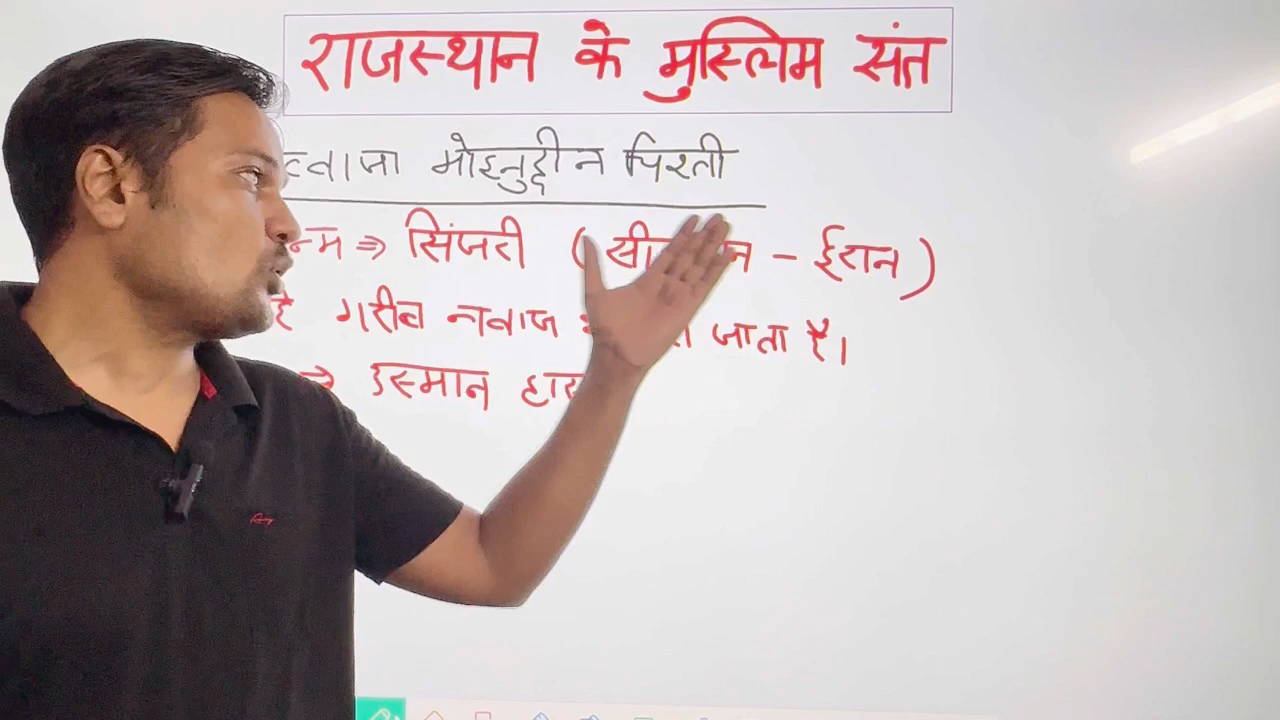 राजस्थान के मुस्लिम संत
मोइनुद्दीन चिश्ती
⇒ सिंजरी ( - ईरान )
गरीब नवाज जाता है।
⇒ उस्मान